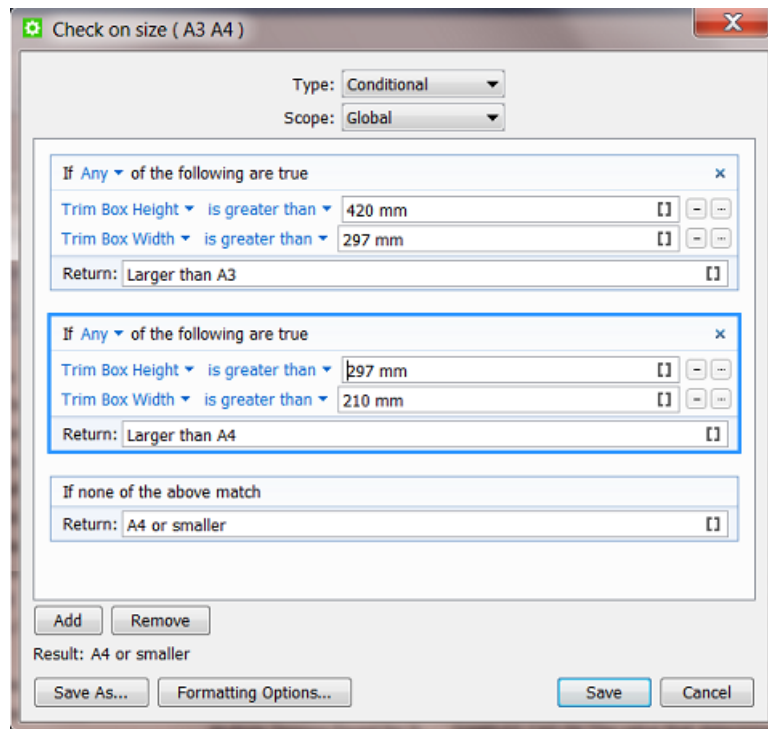 Check on size ( A3 A4 )
Type: Conditional
Scope: Global
If Any of the following are true
Trim Box Height is greater than 420 mm
Trim Box Width is greater than 297 mm
Return: Larger than A3
If Any of the following are true
Trim Box Height is greater than 297 mm
Trim Box Width is greater than 210 mm
Return: Larger than A4
If none of the above match
Return: A4 or smaller
Add Remove
Result: A4 or smaller
Save As... Formatting Options... Save Cancel